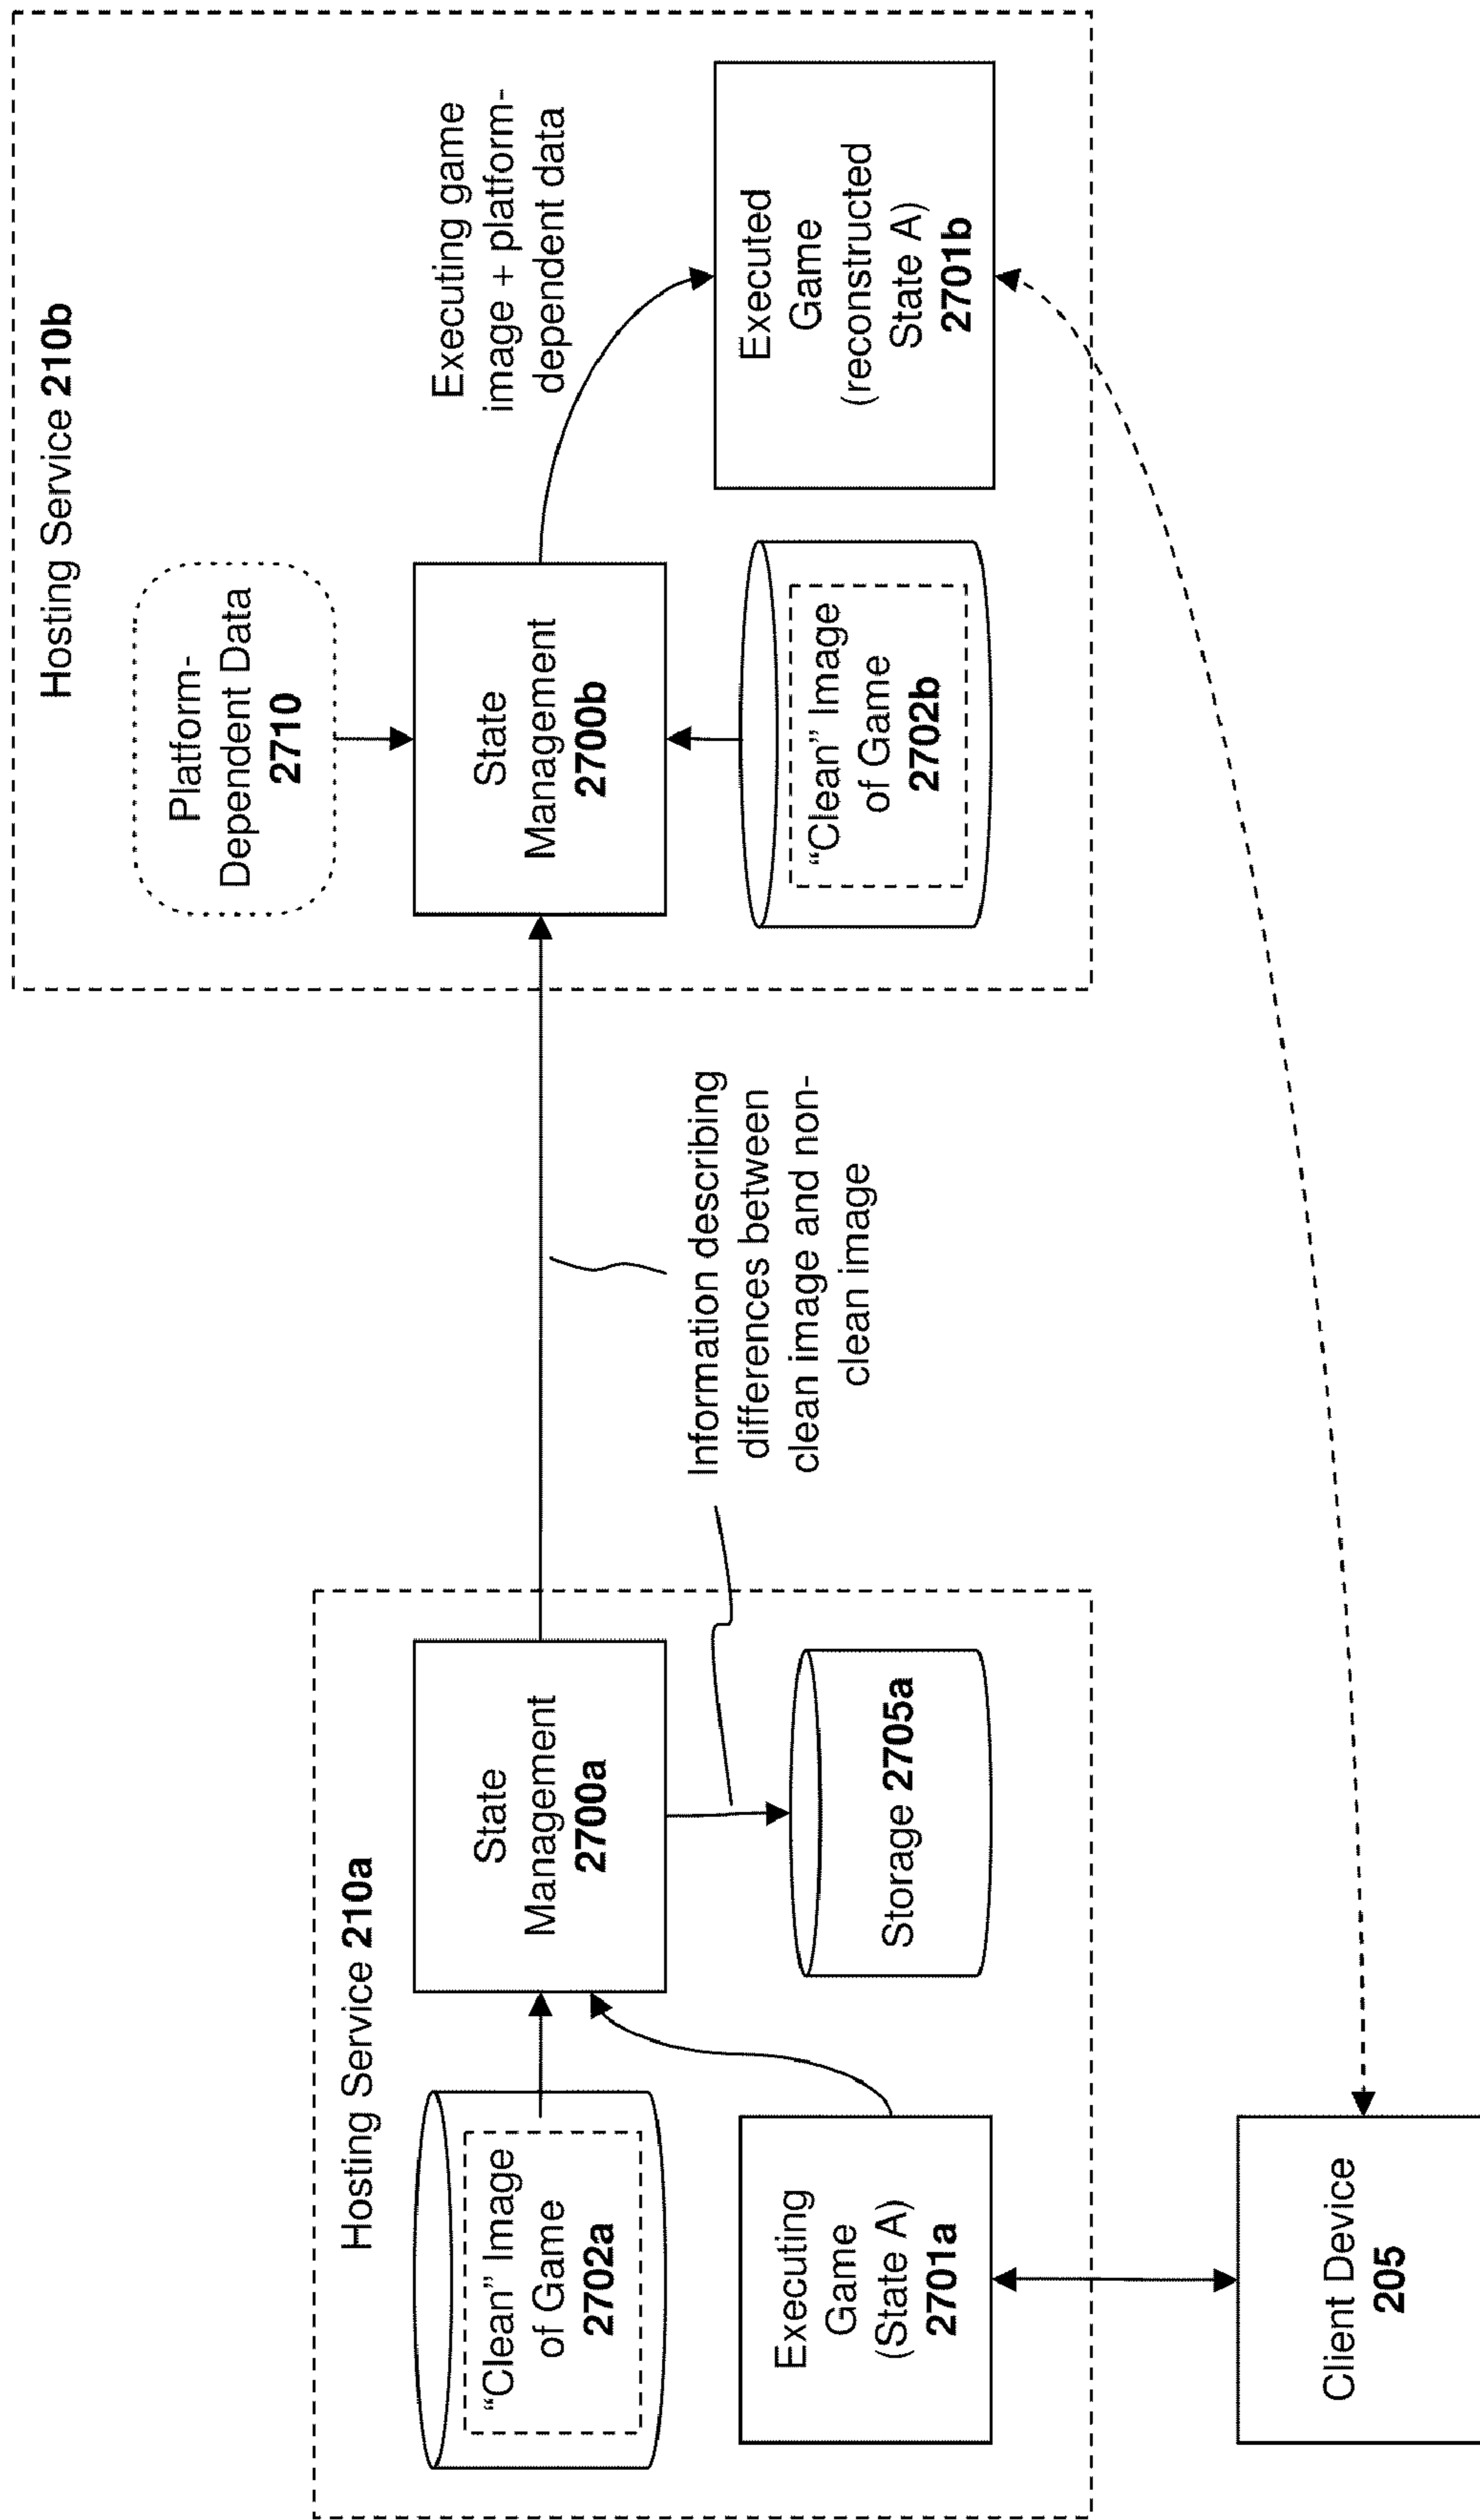 Hosting Service 210a
“Clean” Image
of Game
2702a
Executing
Game
(State A)
2701a
State
Management
2700a
Storage 2705a
Client Device
205
Information describing
differences between
clean image and non-
clean image
Hosting Service 210b
Platform-
Dependent Data
2710
State
Management
2700b
“Clean” Image
of Game
2702b
Executing game
image + platform-
dependent data
Executed
Game
(reconstructed
State A)
2701b